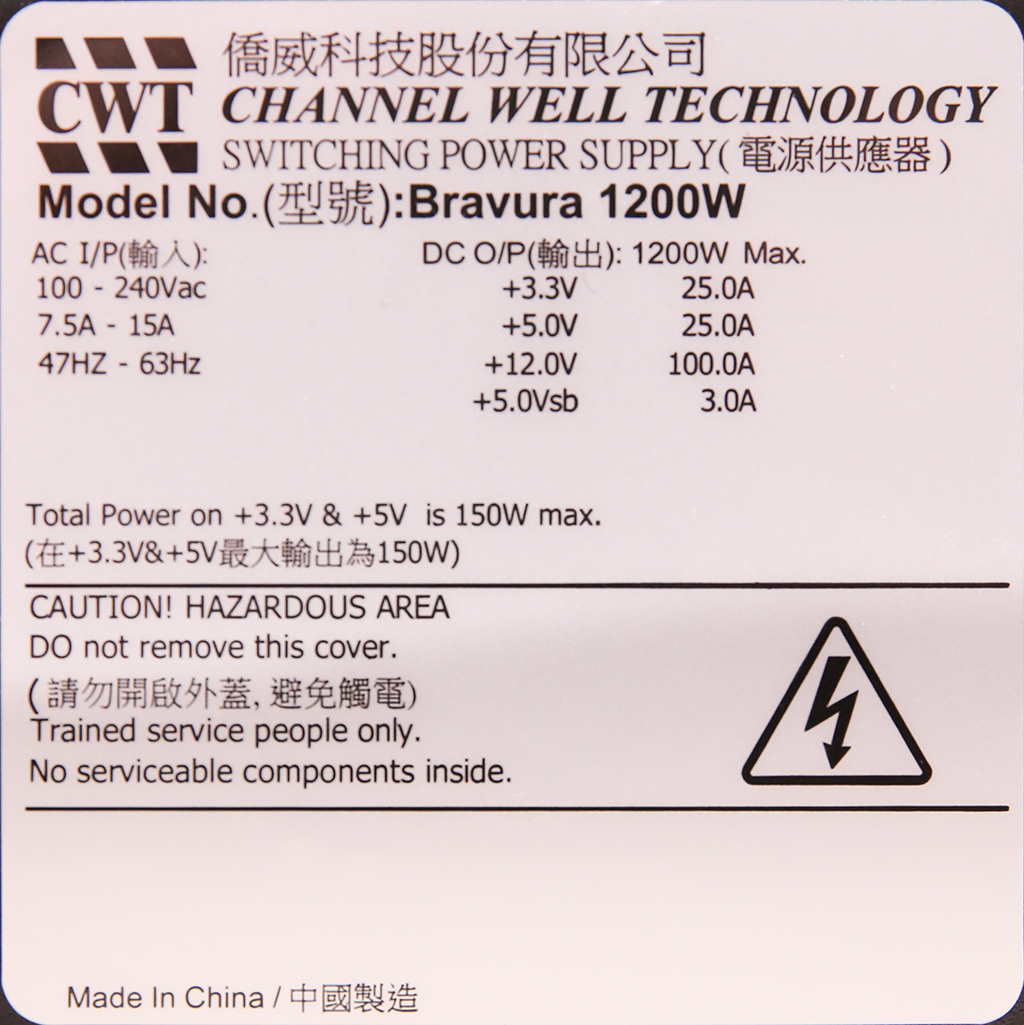 僑威科技股份有限公司
CWT
CHANNEL WELL TECHNOLOGY
SWITCHING POWER SUPPLY(電源供應器)
Model No.(型號):Bravura 1200W
AC I/P(輸入): DC O/P(輸出): 1200W Max.
100 - 240Vac +3.3V 25.0A
7.5A - 15A +5.0V 25.0A
47HZ - 63Hz +12.0V 100.0A
+5.0Vsb 3.0A
Total Power on +3.3V & +5V is 150W max.
(在+3.3V&+5V最大輸出為150W)
CAUTION! HAZARDOUS AREA
DO not remove this cover.
(請勿開啟外蓋,避免觸電)
Trained service people only.
No serviceable components inside.
Made In China / 中國製造